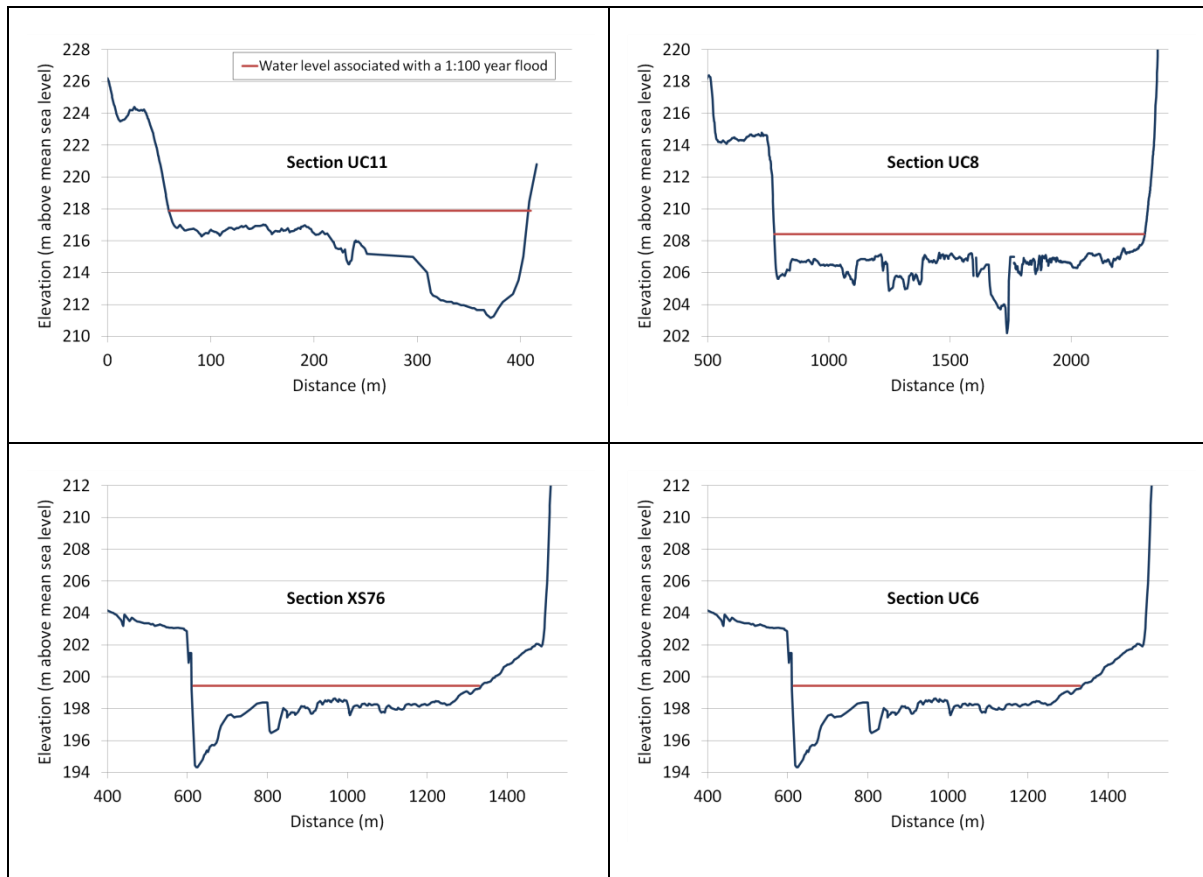 228
226
224
222
220
218
216
214
212
210
Elevation (m above mean sea level)
Water level associated with a 1:100 year flood
Section UC11
0 100 200 300 400
Distance (m)
220
218
216
214
212
210
208
206
204
202
Elevation (m above mean sea level)
Section UC8
500 1000 1500 2000
Distance (m)
212
210
208
206
204
202
200
198
196
194
Elevation (m above mean sea level)
Section XS76
400 600 800 1000 1200 1400
Distance (m)
212
210
208
206
204
202
200
198
196
194
Elevation (m above mean sea level)
Section UC6
400 600 800 1000 1200 1400
Distance (m)